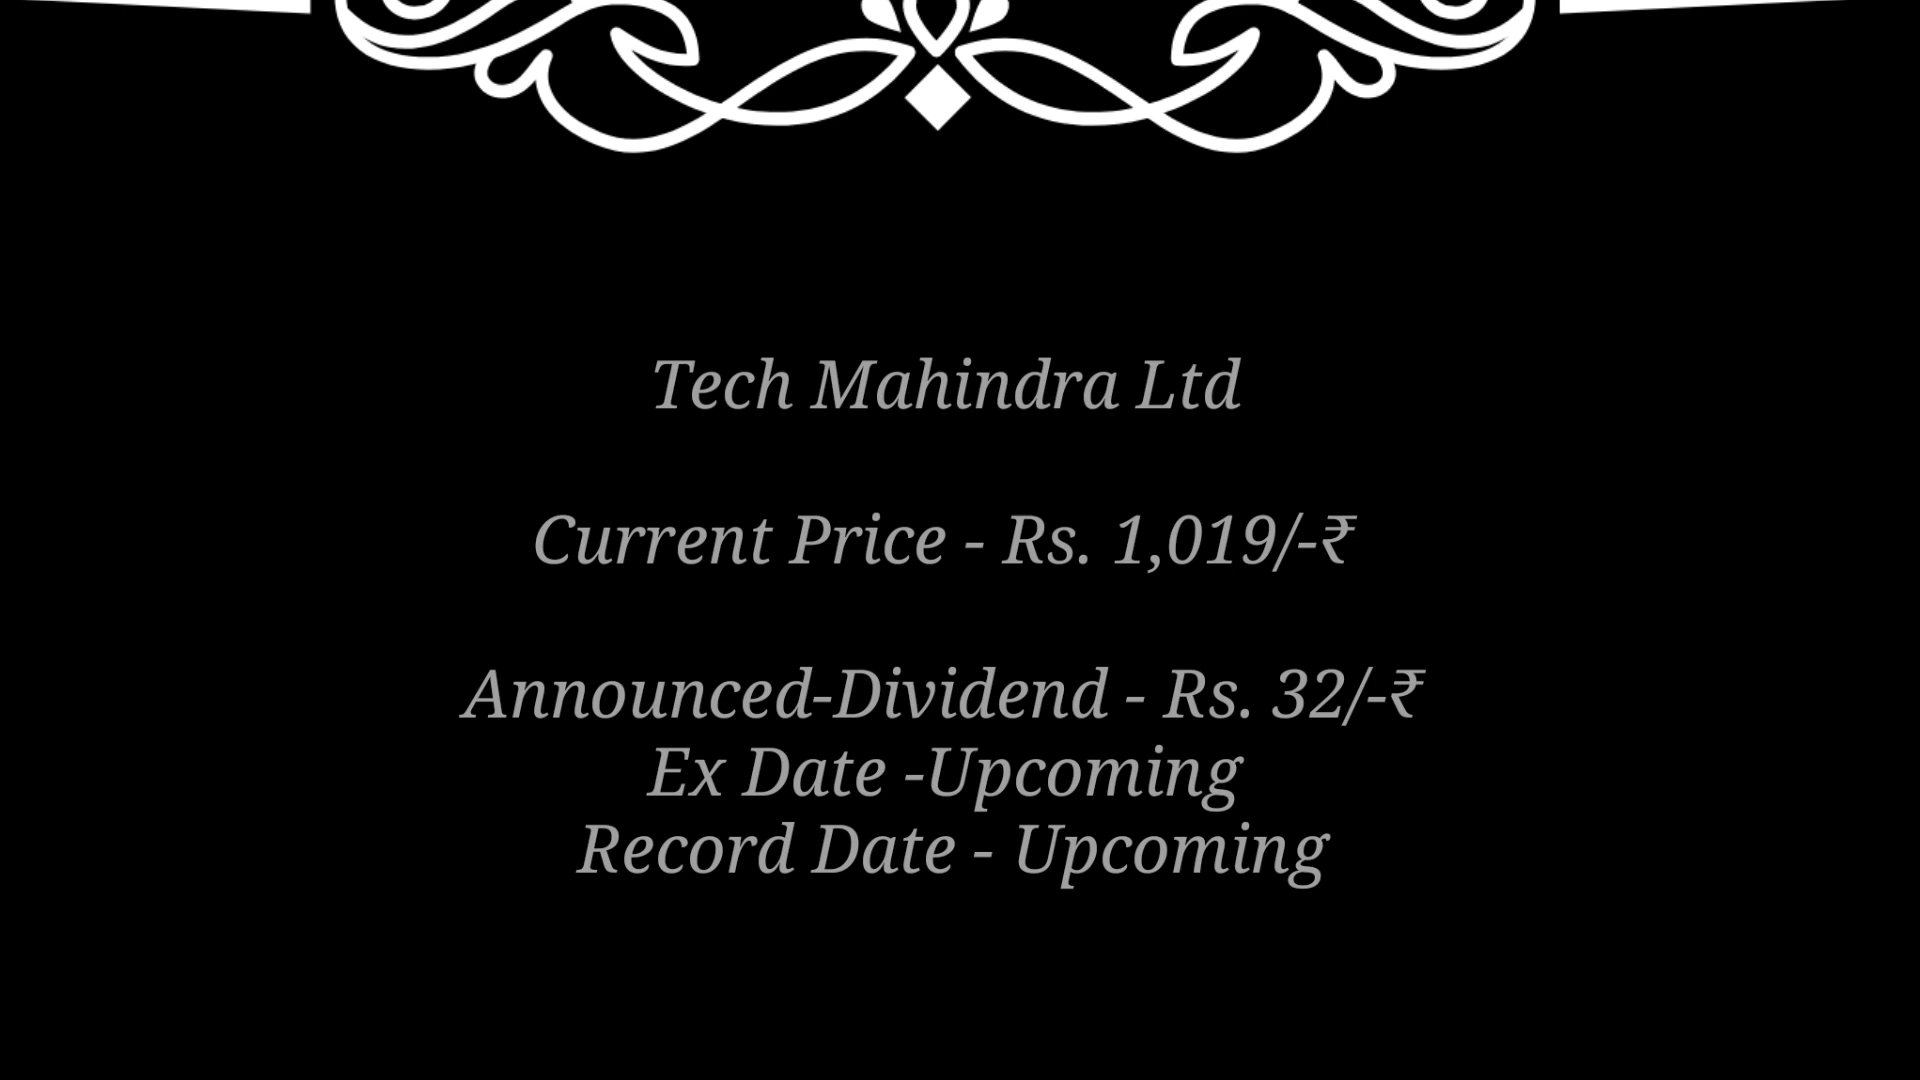 Tech Mahindra Ltd
Current Price - Rs. 1,019/-₹
Announced-Dividend - Rs. 32/-₹
Ex Date -Upcoming
Record Date - Upcoming